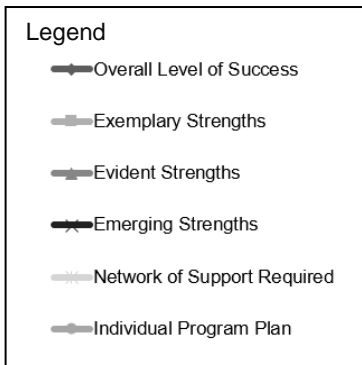 Legend
Overall Level of Success
Exemplary Strengths
Evident Strengths
Emerging Strengths
Network of Support Required
Individual Program Plan